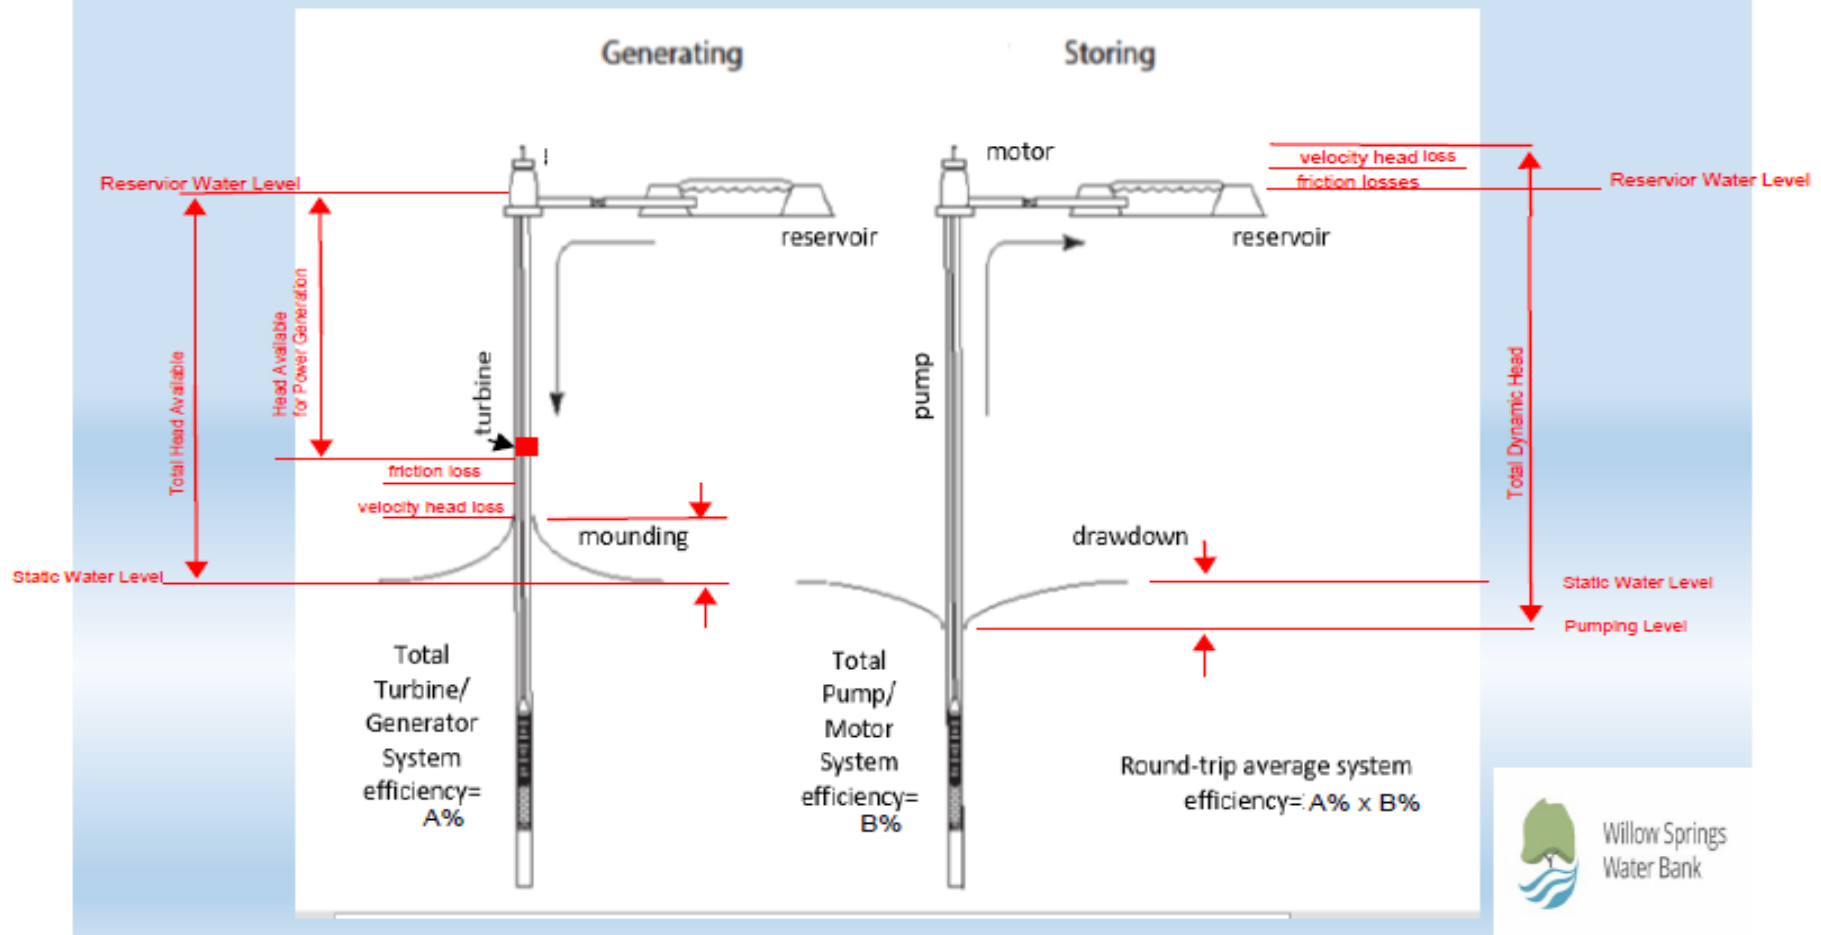 Generating
Storing
motor
velocity head loss
friction losses
Reservior Water Level
Reservior Water Level
reservoir
reservoir
Total Head Available
Head Available
for Power Generation
turbine
pump
Total Dynamic Head
friction loss
velocity head loss
mounding
drawdown
Static Water Level
Static Water Level
Pumping Level
Total
Turbine/
Generator
System
efficiency=
A%
Total
Pump/
Motor
System
efficiency=
B%
Round-trip average system
efficiency= A% x B%
Willow Springs
Water Bank